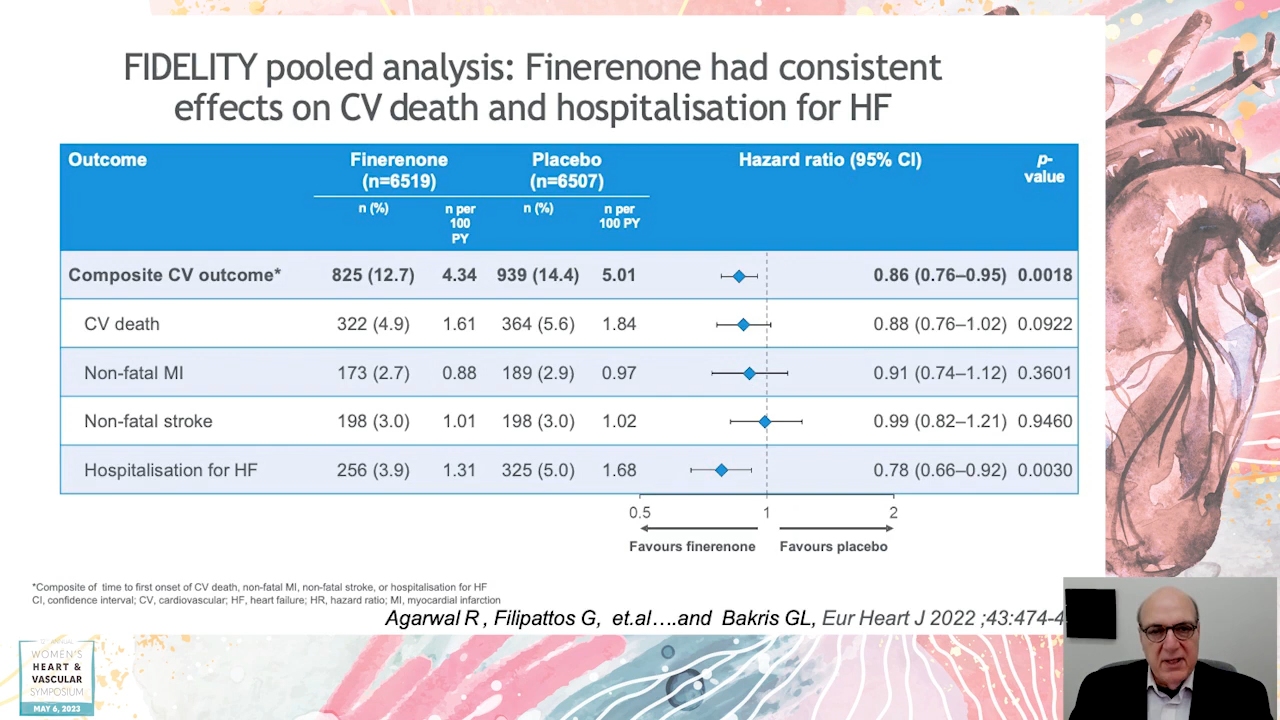 FIDELITY pooled analysis: Finerenone had consistent
effects on CV death and hospitalisation for HF
Outcome Finerenone Placebo Hazard ratio (95% CI) p-
(n=6519) (n=6507) value
n (%) n per n (%) n per
100 100 PY
PY
Composite CV outcome* 825 (12.7) 4.34 939 (14.4) 5.01 0.86 (0.76–0.95) 0.0018
CV death 322 (4.9) 1.61 364 (5.6) 1.84 0.88 (0.76–1.02) 0.0922
Non-fatal MI 173 (2.7) 0.88 189 (2.9) 0.97 0.91 (0.74–1.12) 0.3601
Non-fatal stroke 198 (3.0) 1.01 198 (3.0) 1.02 0.99 (0.82–1.21) 0.9460
Hospitalisation for HF 256 (3.9) 1.31 325 (5.0) 1.68 0.78 (0.66–0.92) 0.0030
0.5 1 2
Favours finerenone Favours placebo
*Composite of time to first onset of CV death, non-fatal MI, non-fatal stroke, or hospitalisation for HF
CI, confidence interval; CV, cardiovascular; HF, heart failure; HR, hazard ratio; MI, myocardial infarction
Agarwal R , Filipattos G, et.al….and Bakris GL, Eur Heart J 2022 ;43:474-4
WOMEN'S
HEART &
VASCULAR
SYMPOSIUM
MAY 6, 2023